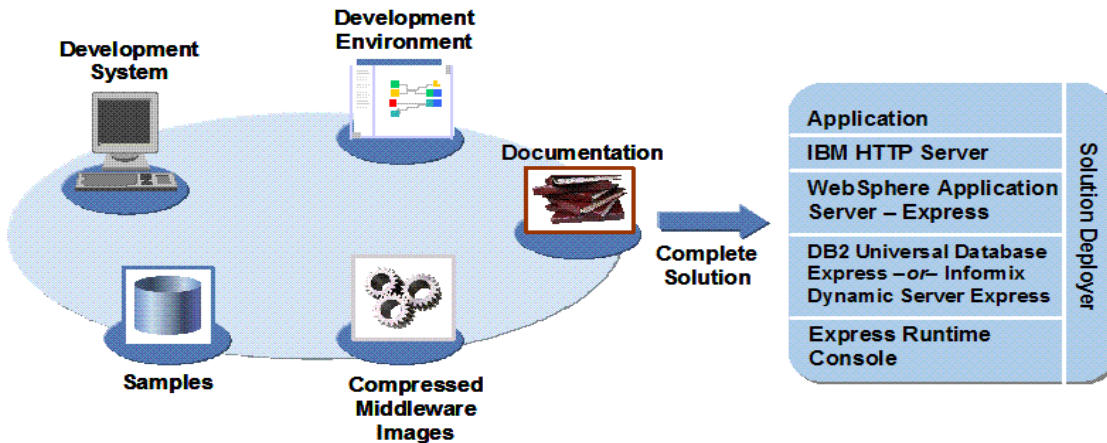 Development
System
Development
Environment
Documentation
Samples
Compressed
Middleware
Images
Complete
Solution
Application
IBM HTTP Server
WebSphere Application
Server – Express
DB2 Universal Database
Express –or– Informix
Dynamic Server Express
Express Runtime
Console
Solution Deployer